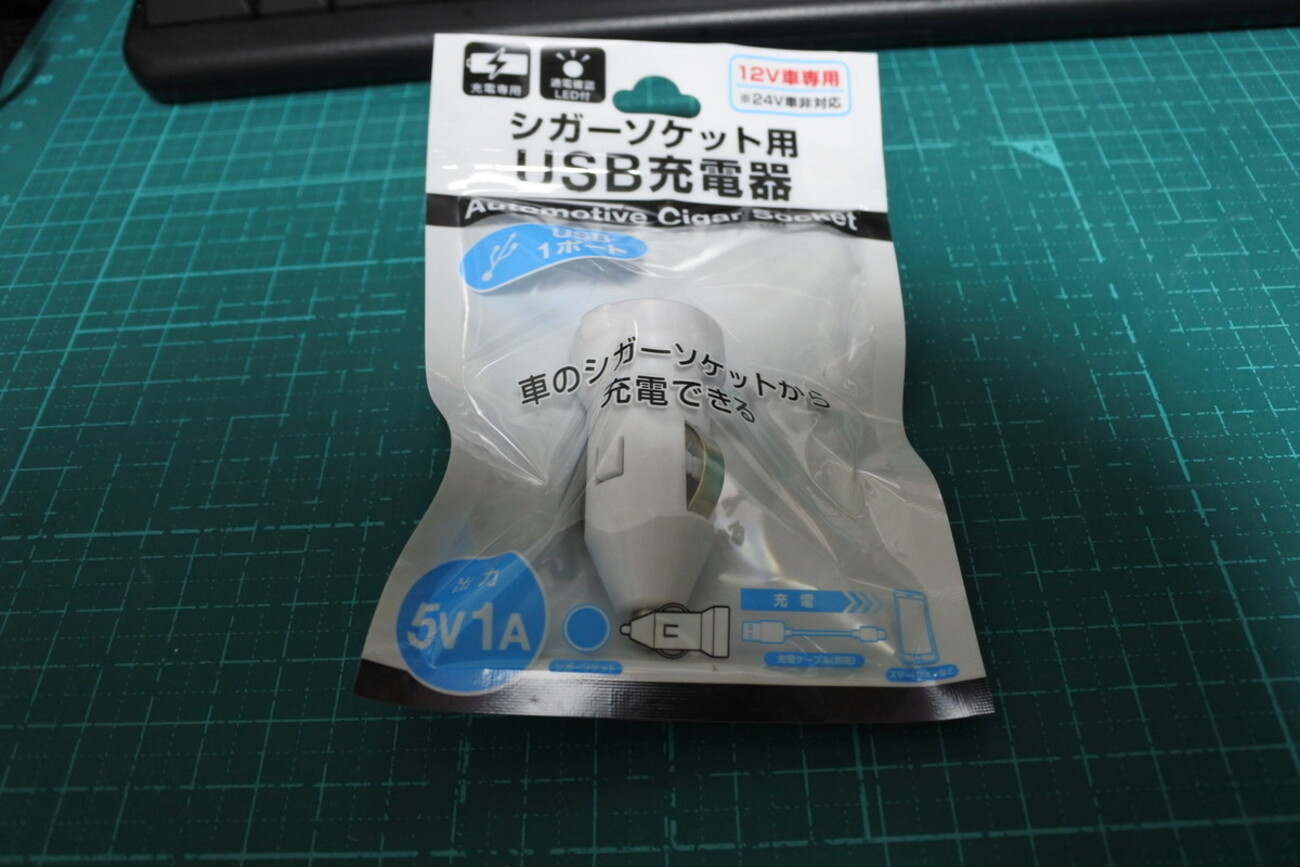 充電専用
通電確認
LED付
12V車専用
※24V車非対応
シガーソケット用
USB充電器
Automotive Cigar Socket
USB
1ポート
車のシガーソケットから
充電できる
出力
5V1A
シガーソケット
充電
充電ケーブル(別売)